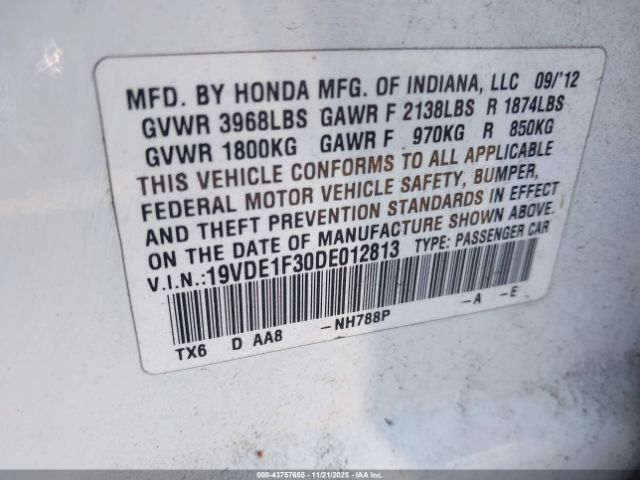 MFD. BY HONDA MFG. OF INDIANA, LLC 09/'12
GVWR 3968LBS GAWR F 2138LBS R 1874LBS
GVWR 1800KG GAWR F 970KG R 850KG
THIS VEHICLE CONFORMS TO ALL APPLICABLE
FEDERAL MOTOR VEHICLE SAFETY, BUMPER,
AND THEFT PREVENTION STANDARDS IN EFFECT
ON THE DATE OF MANUFACTURE SHOWN ABOVE.
V.I.N.:19VDE1F30DE012813 TYPE: PASSENGER CAR
TX6 D AA8 -NH788P -A -E
000-43757655 - 11/21/2025 - IAA Inc.